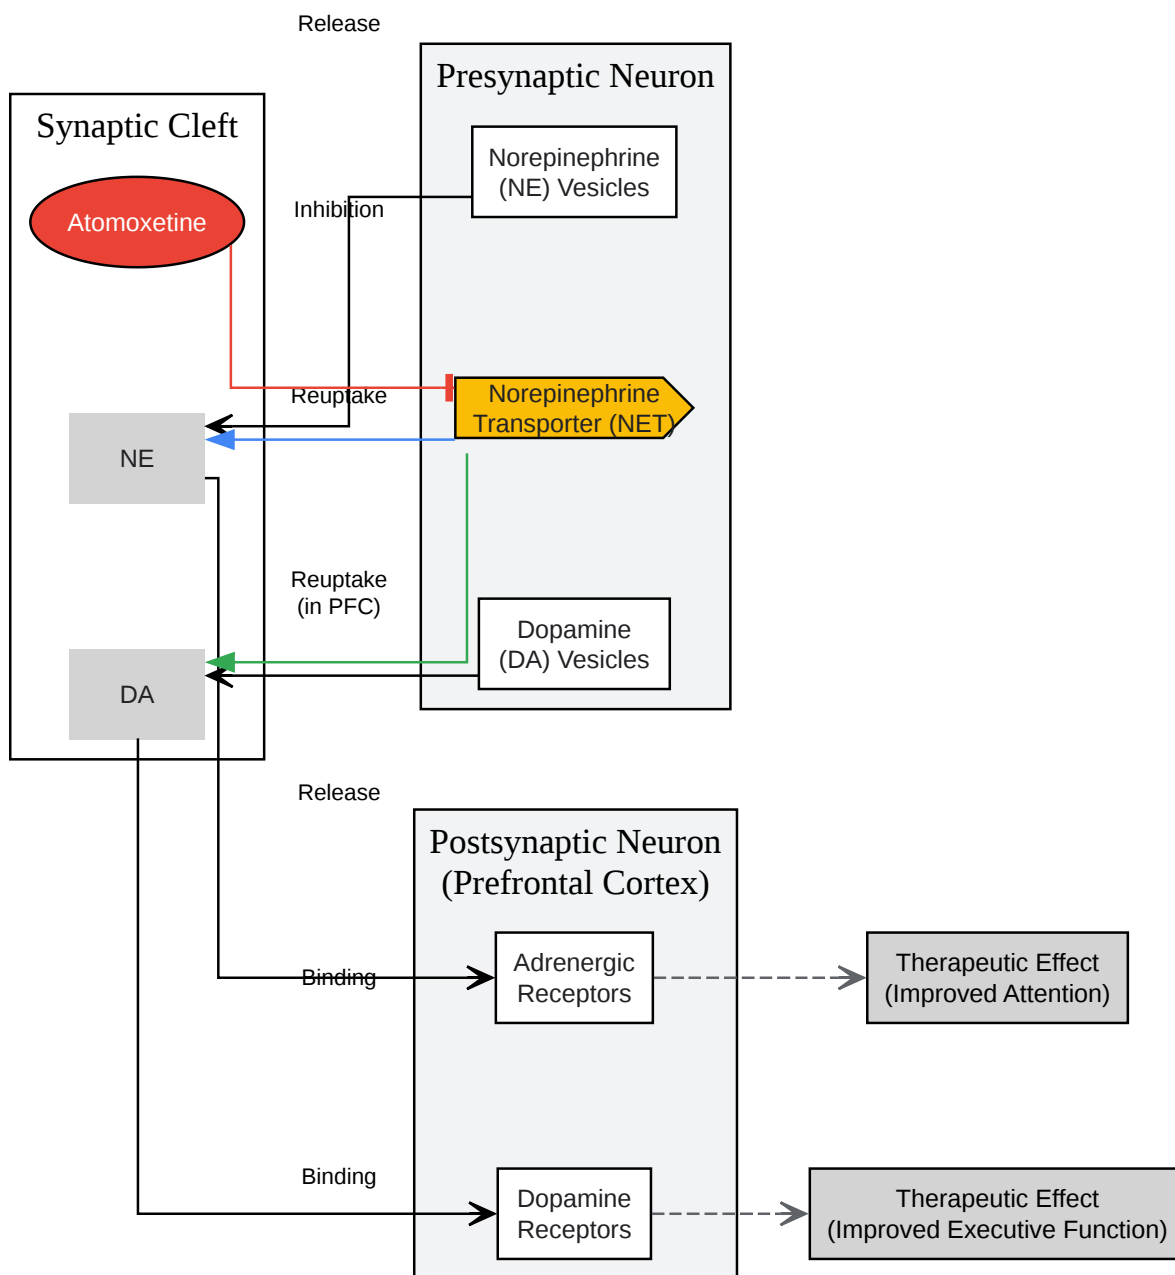 Release
Presynaptic Neuron
Synaptic Cleft
Norepinephrine
(NE) Vesicles
Atomoxetine
Inhibition
Reuptake
Norepinephrine
Transporter (NET)
NE
Reuptake
(in PFC)
Dopamine
(DA) Vesicles
DA
Release
Postsynaptic Neuron
(Prefrontal Cortex)
Binding
Adrenergic
Receptors
Therapeutic Effect
(Improved Attention)
Binding
Dopamine
Receptors
Therapeutic Effect
(Improved Executive Function)